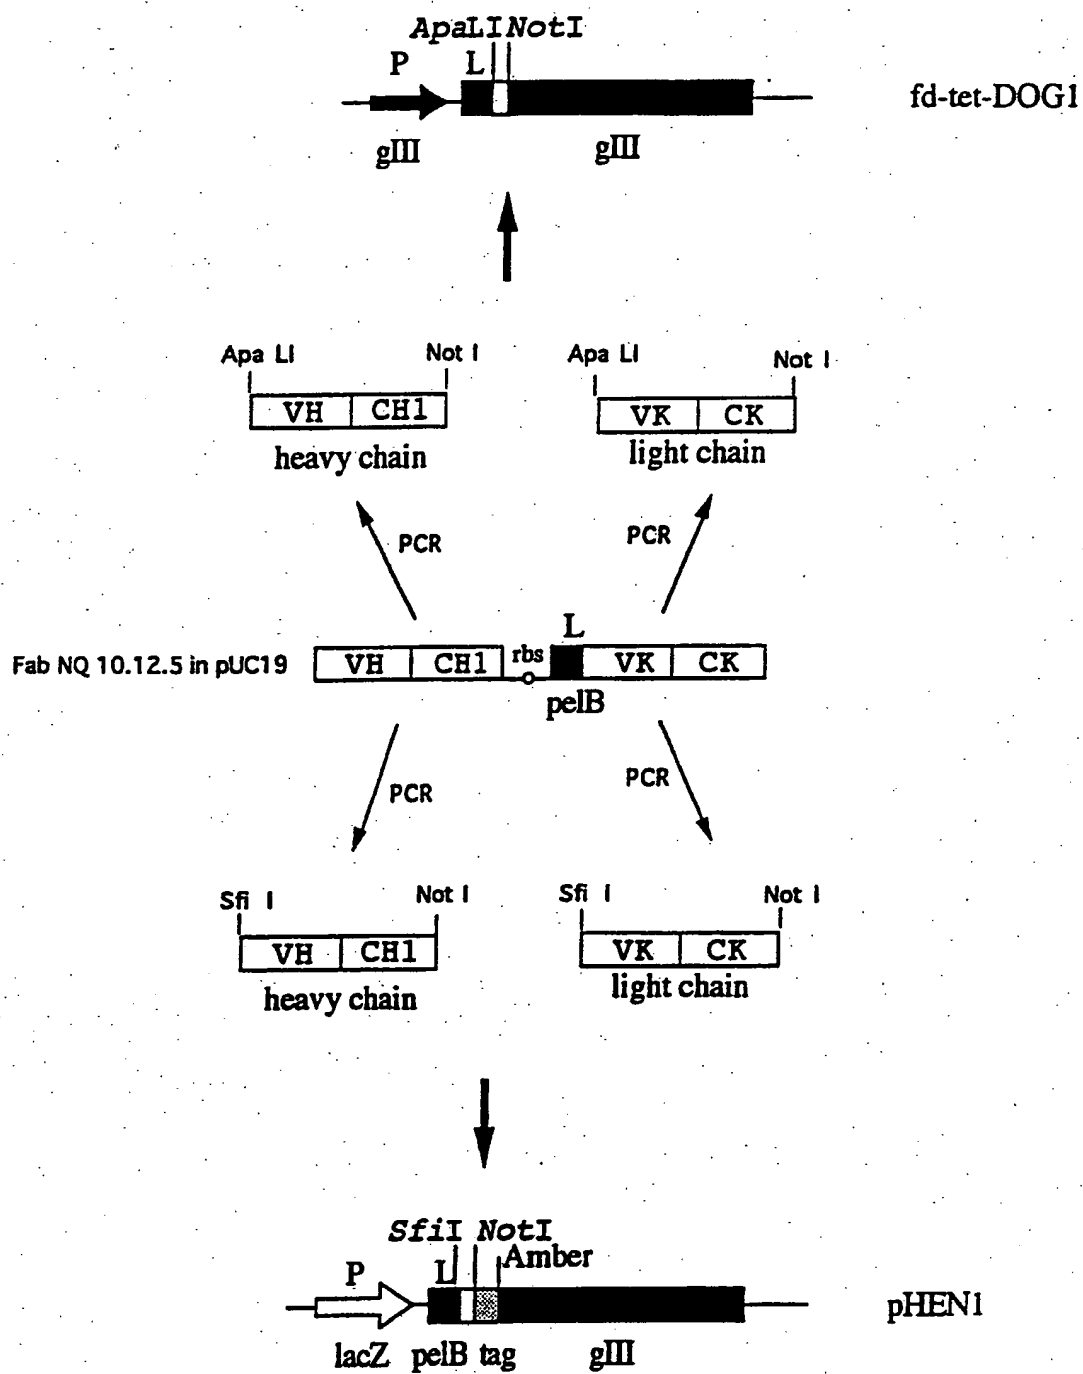 ApaLI NotI
P L
fd-tet-DOG1
gIII gIII
Apa LI Not I Apa LI Not I
VH CH1 VK CK
heavy chain light chain
PCR PCR
L
Fab NQ 10.12.5 in pUC19 VH CH1 rbs VK CK
pelB
PCR PCR
Sfi I Not I Sfi I Not I
VH CH1 VK CK
heavy chain light chain
SfiI NotI
Amber
P L
pHEN1
lacZ pelB tag gIII